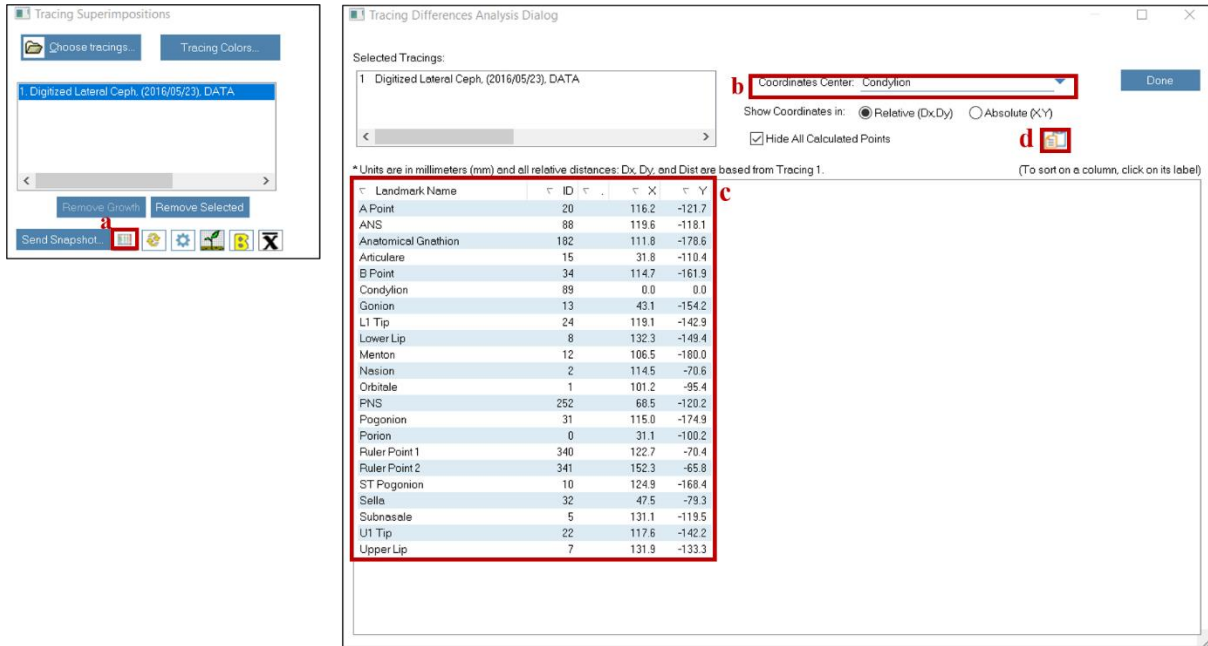 Tracing Superimpositions
Choose tracings...
Tracing Colors...
1. Digitized Lateral Ceph, (2016/05/23), DATA
Remove Growth
Remove Selected
a
Send Snapshot...
B
X
Tracing Differences Analysis Dialog
Selected Tracings:
1 Digitized Lateral Ceph, (2016/05/23), DATA
b
Coordinates Center: Condylion
Done
Show Coordinates in: Relative (Dx,Dy) Absolute (X,Y)
Hide All Calculated Points
d
* Units are in millimeters (mm) and all relative distances: Dx, Dy, and Dist are based from Tracing 1.
(To sort on a column, click on its label)
c
Landmark Name ID . X Y
A Point 20 116.2 -121.7
ANS 88 119.6 -118.1
Anatomical Gnathion 182 111.8 -178.6
Articulare 15 31.8 -110.4
B Point 34 114.7 -161.9
Condylion 89 0.0 0.0
Gonion 13 43.1 -154.2
L1 Tip 24 119.1 -142.9
Lower Lip 8 132.3 -149.4
Menton 12 106.5 -180.0
Nasion 2 114.5 -70.6
Orbitale 1 101.2 -95.4
PNS 252 68.5 -120.2
Pogonion 31 115.0 -174.9
Porion 0 31.1 -100.2
Ruler Point 1 340 122.7 -70.4
Ruler Point 2 341 152.3 -65.8
ST Pogonion 10 124.9 -168.4
Sella 32 47.5 -79.3
Subnasale 5 131.1 -119.5
U1 Tip 22 117.6 -142.2
Upper Lip 7 131.9 -133.3